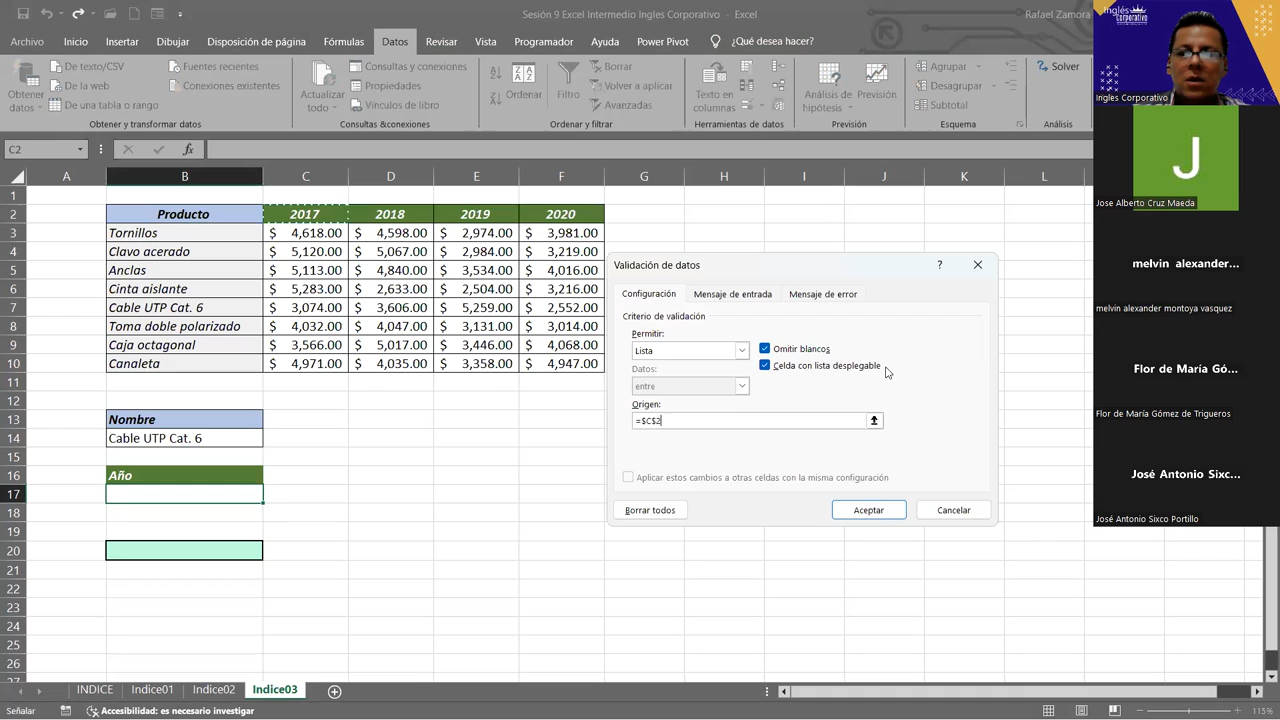 Sesión 9 Excel Intermedio Ingles Corporativo - Excel
Rafael Zamora
Archivo Inicio Insertar Dibujar Disposición de página Fórmulas Datos Revisar Vista Programador Ayuda Power Pivot ¿Qué desea hacer?
Obtener datos
De texto/CSV
De la web
De una tabla o rango
Fuentes recientes
Conexiones existentes
Obtener y transformar datos
Actualizar todo
Consultas y conexiones
Propiedades
Vínculos de libro
Consultas&conexiones
Ordenar
Filtro
Borrar
Volver a aplicar
Avanzadas
Ordenar y filtrar
Texto en columnas
Herramientas de datos
Análisis de hipótesis
Previsión
Previsión
Agrupar
Desagrupar
Subtotal
Esquema
Solver
Análisis
C2
fx
A B C D E F G H I J K L
1
2 Producto 2017 2018 2019 2020
3 Tornillos $ 4,618.00 $ 4,598.00 $ 2,974.00 $ 3,981.00
4 Clavo acerado $ 5,120.00 $ 5,067.00 $ 2,984.00 $ 3,219.00
5 Anclas $ 5,113.00 $ 4,840.00 $ 3,534.00 $ 4,016.00
6 Cinta aislante $ 5,283.00 $ 2,633.00 $ 2,504.00 $ 3,216.00
7 Cable UTP Cat. 6 $ 3,074.00 $ 3,606.00 $ 5,259.00 $ 2,552.00
8 Toma doble polarizado $ 4,032.00 $ 4,047.00 $ 3,131.00 $ 3,014.00
9 Caja octagonal $ 3,566.00 $ 5,017.00 $ 3,446.00 $ 4,068.00
10 Canaleta $ 4,971.00 $ 4,035.00 $ 3,358.00 $ 4,947.00
11
12
13 Nombre
14 Cable UTP Cat. 6
15
16 Año
17
18
19
20
21
22
23
24
25
26
27
Validación de datos ?
Configuración Mensaje de entrada Mensaje de error
Criterio de validación
Permitir:
Lista
Omitir blancos
Celda con lista desplegable
Datos:
entre
Origen:
=$C$2
Aplicar estos cambios a otras celdas con la misma configuración
Borrar todos Aceptar Cancelar
Inglés
Corporativo
Ingles Corporativo
J
Jose Alberto Cruz Maeda
melvin alexander...
melvin alexander montoya vasquez
Flor de María Gó...
Flor de María Gómez de Trigueros
José Antonio Sixc...
José Antonio Sixco Portillo
INDICE Indice01 Indice02 Indice03
Señalar Accesibilidad: es necesario investigar
115%